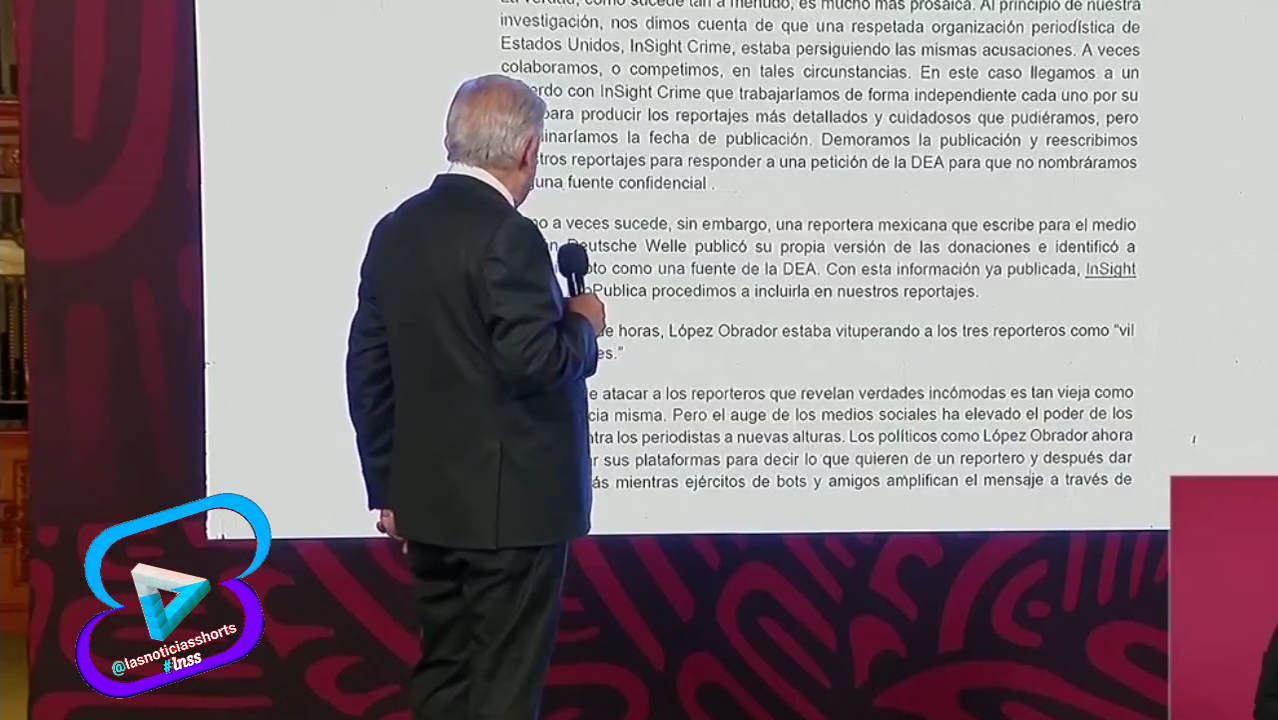 La verdad, como sucede tan a menudo, es mucho más prosaica. Al principio de nuestra
investigación, nos dimos cuenta de que una respetada organización periodística de
Estados Unidos, InSight Crime, estaba persiguiendo las mismas acusaciones. A veces
colaboramos, o competimos, en tales circunstancias. En este caso llegamos a un
erdo con InSight Crime que trabajaríamos de forma independiente cada uno por su
para producir los reportajes más detallados y cuidadosos que pudiéramos, pero
inaríamos la fecha de publicación. Demoramos la publicación y reescribimos
stros reportajes para responder a una petición de la DEA para que no nombráramos
una fuente confidencial .
no a veces sucede, sin embargo, una reportera mexicana que escribe para el medio
n Deutsche Welle publicó su propia versión de las donaciones e identificó a
oto como una fuente de la DEA. Con esta información ya publicada, InSight
oPublica procedimos a incluirla en nuestros reportajes.
e horas, López Obrador estaba vituperando a los tres reporteros como "vil
es."
e atacar a los reporteros que revelan verdades incómodas es tan vieja como
cia misma. Pero el auge de los medios sociales ha elevado el poder de los
ntra los periodistas a nuevas alturas. Los políticos como López Obrador ahora
r sus plataformas para decir lo que quieren de un reportero y después dar
ás mientras ejércitos de bots y amigos amplifican el mensaje a través de
@lasnoticiasshorts
#lnss